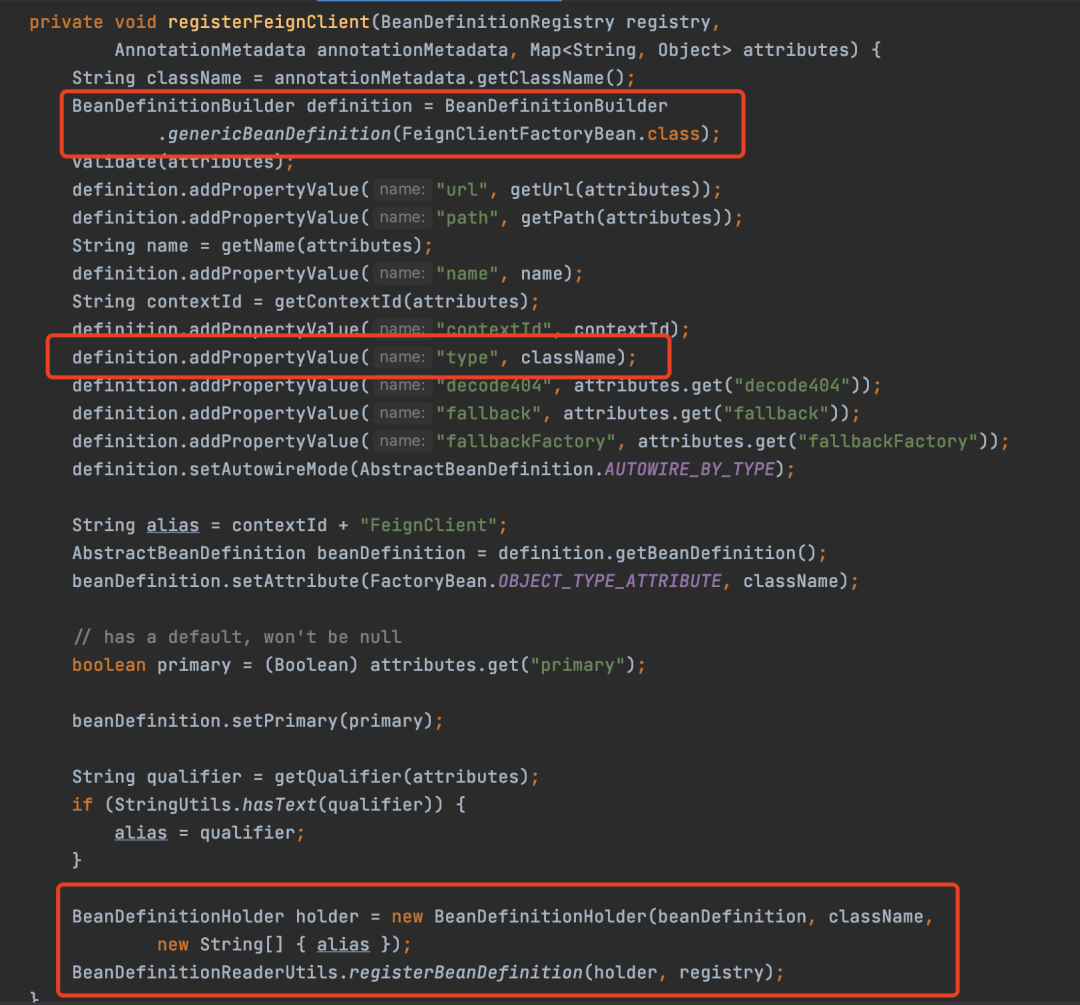 private void registerFeignClient(BeanDefinitionRegistry registry,
        AnnotationMetadata annotationMetadata, Map<String, Object> attributes) {
    String className = annotationMetadata.getClassName();
    BeanDefinitionBuilder definition = BeanDefinitionBuilder
            .genericBeanDefinition(FeignClientFactoryBean.class);
    validate(attributes);
    definition.addPropertyValue( name: "url", getUrl(attributes));
    definition.addPropertyValue( name: "path", getPath(attributes));
    String name = getName(attributes);
    definition.addPropertyValue( name: "name", name);
    String contextId = getContextId(attributes);
    definition.addPropertyValue( name: "contextId", contextId);
    definition.addPropertyValue( name: "type", className);
    definition.addPropertyValue( name: "decode404", attributes.get("decode404"));
    definition.addPropertyValue( name: "fallback", attributes.get("fallback"));
    definition.addPropertyValue( name: "fallbackFactory", attributes.get("fallbackFactory"));
    definition.setAutowireMode(AbstractBeanDefinition.AUTOWIRE_BY_TYPE);
    String alias = contextId + "FeignClient";
    AbstractBeanDefinition beanDefinition = definition.getBeanDefinition();
    beanDefinition.setAttribute(FactoryBean.OBJECT_TYPE_ATTRIBUTE, className);
    // has a default, won't be null
    boolean primary = (Boolean) attributes.get("primary");
    beanDefinition.setPrimary(primary);
    String qualifier = getQualifier(attributes);
    if (StringUtils.hasText(qualifier)) {
        alias = qualifier;
    }
    BeanDefinitionHolder holder = new BeanDefinitionHolder(beanDefinition, className,
            new String[] { alias });
    BeanDefinitionReaderUtils.registerBeanDefinition(holder, registry);
}